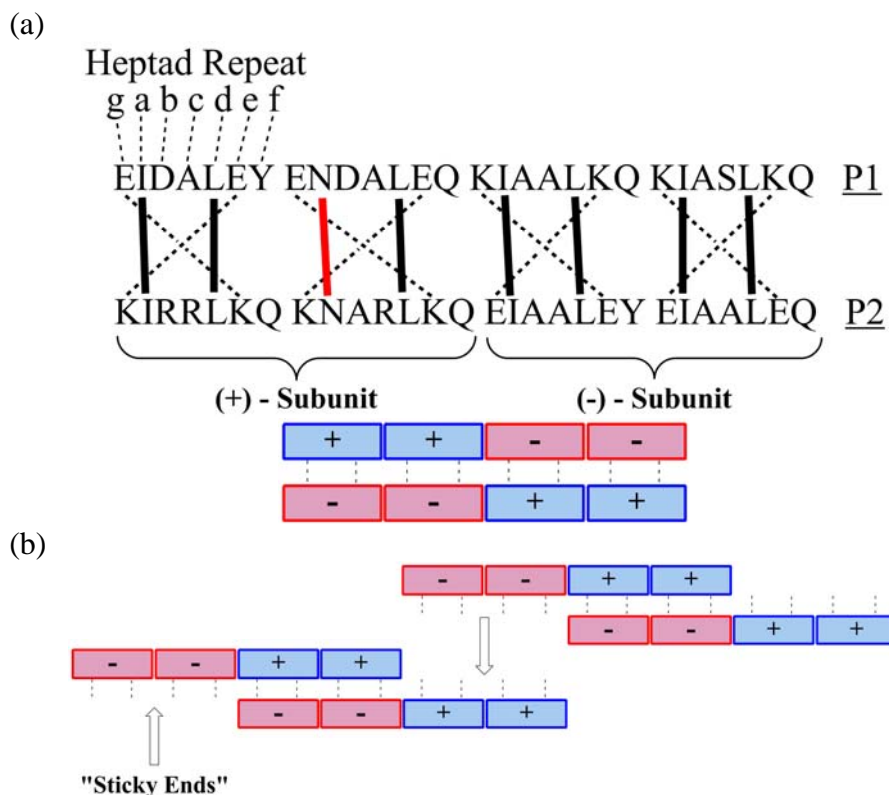 (a)
Heptad Repeat
g a b c d e f
EIDALEY ENDALEQ KIAALKQ KIASLKQ P1
KIRRLKQ KNARLKQ EIAALEY EIAALEQ P2
(+) - Subunit (-) - Subunit
+ + - -
- - + +
(b)
- - + +
- - + +
- - + +
- - + +
"Sticky Ends"